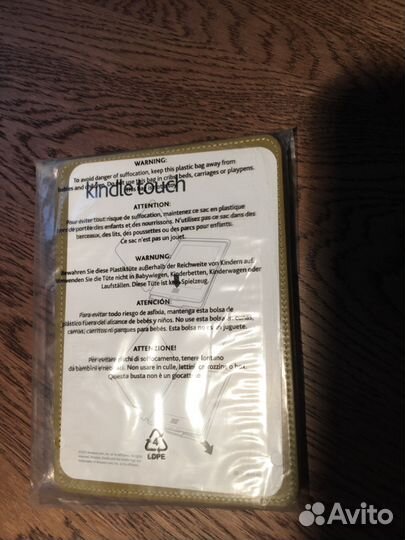 WARNING:
To avoid danger of suffocation, keep this plastic bag away from
babies and children. Do not use this bag in cribs, beds, carriages or playpens.
kindle touch
ATTENTION:
Pour éviter tout risque de suffocation, maintenez ce sac en plastique
hors de portée des enfants et des nourrissons. N'utilisez pas ce sac dans des
berceaux, des lits, des poussettes ou des parcs pour enfants.
Ce sac n'est pas un jouet.
WARNUNG:
Bewahren Sie diese Plastiktüte außerhalb der Reichweite von Kindern auf.
Verwenden Sie die Tüte nicht in Babywiegen, Kinderbetten, Kinderwagen oder
Laufställen. Diese Tüte ist kein Spielzeug.
ATENCIÓN:
Para evitar todo riesgo de asfixia, mantenga esta bolsa de
plástico fuera del alcance de bebés y niños. No use esta bolsa en cunas,
camas, carritos ni parques para bebés. Esta bolsa no es un juguete.
ATTENZIONE!
Per evitare rischi di soffocamento, tenere lontano
da bambini e neonati. Non usare in culle, lettini, carrozzine o box.
Questa busta non è un giocattolo
4
LDPE
Avito